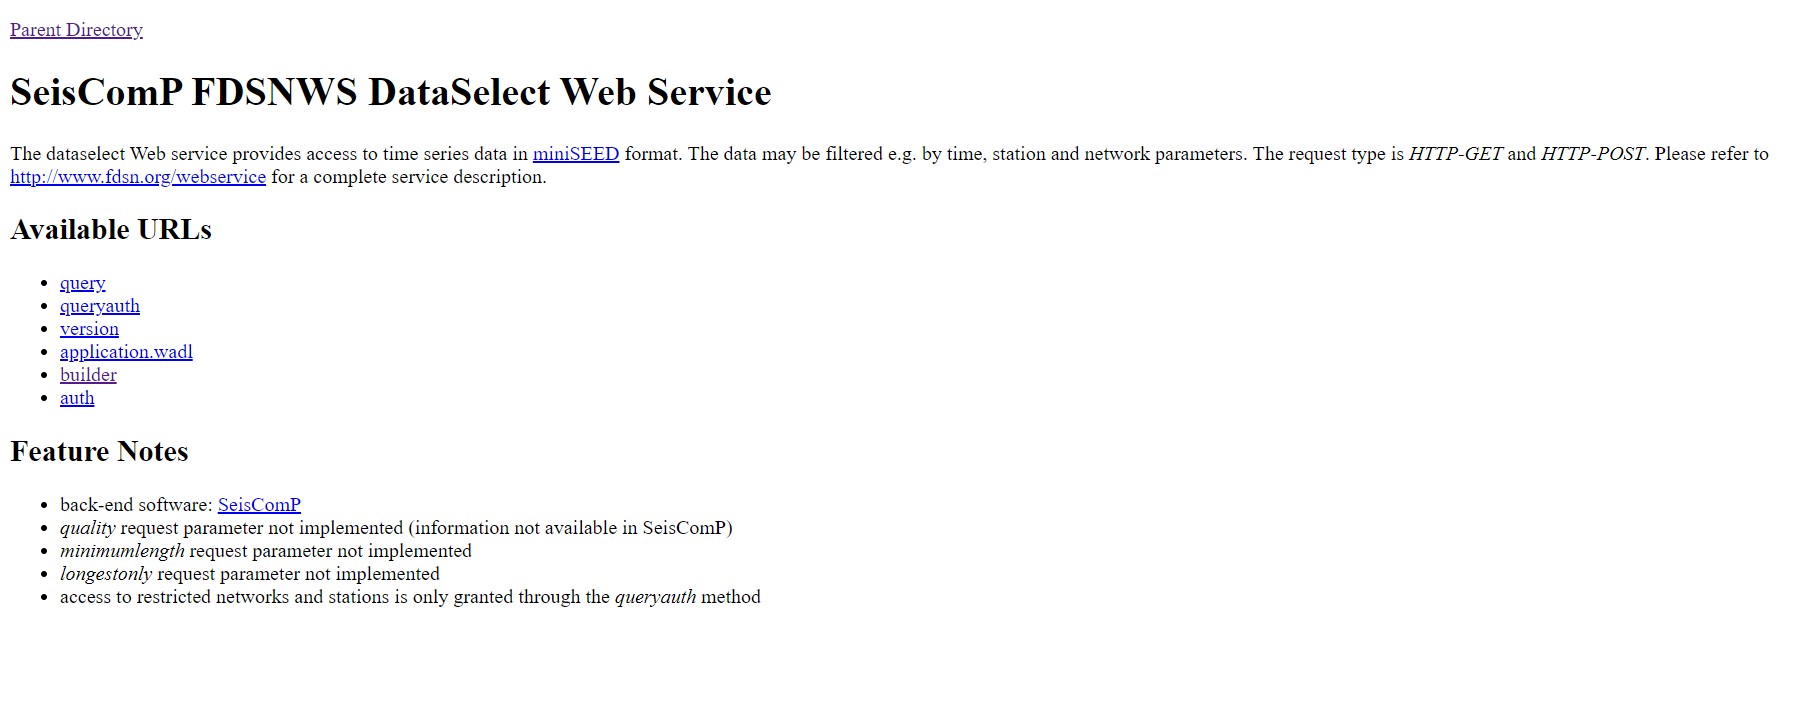 Parent Directory
SeisComP FDSNWS DataSelect Web Service
The dataselect Web service provides access to time series data in miniSEED format. The data may be filtered e.g. by time, station and network parameters. The request type is HTTP-GET and HTTP-POST. Please refer to
http://www.fdsn.org/webservice for a complete service description.
Available URLs
• query
• queryauth
• version
• application.wadl
• builder
• auth
Feature Notes
• back-end software: SeisComP
• quality request parameter not implemented (information not available in SeisComP)
• minimumlength request parameter not implemented
• longestonly request parameter not implemented
• access to restricted networks and stations is only granted through the queryauth method